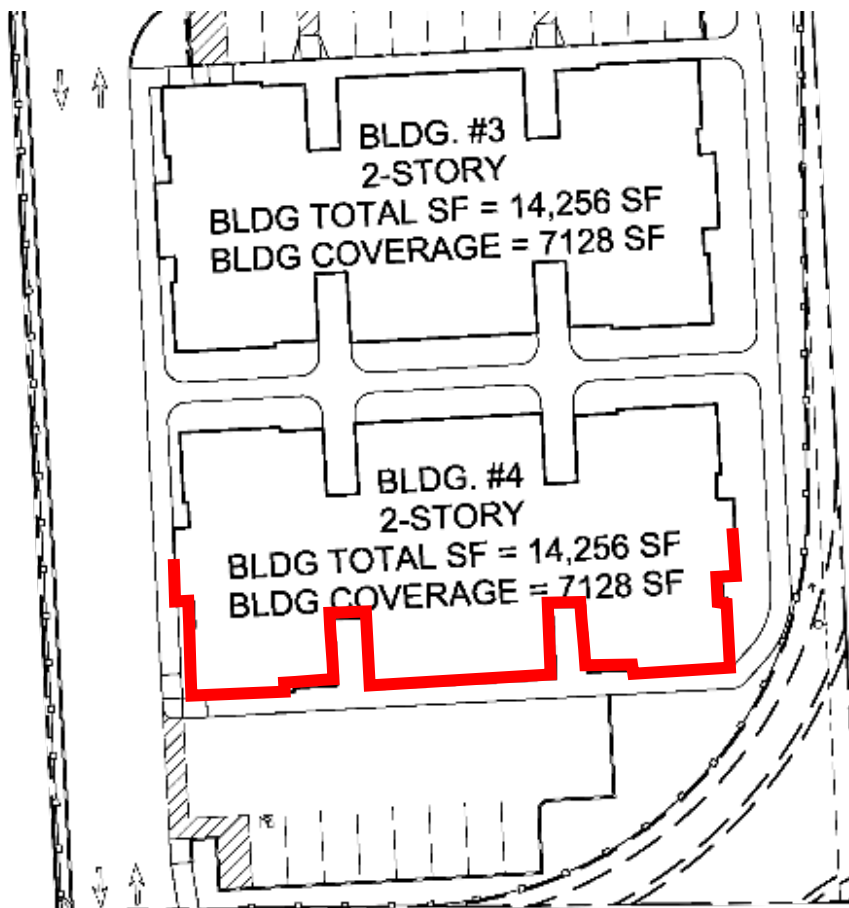 BLDG. #3
2-STORY
BLDG TOTAL SF = 14,256 SF
BLDG COVERAGE = 7128 SF
BLDG. #4
2-STORY
BLDG TOTAL SF = 14,256 SF
BLDG COVERAGE = 7128 SF